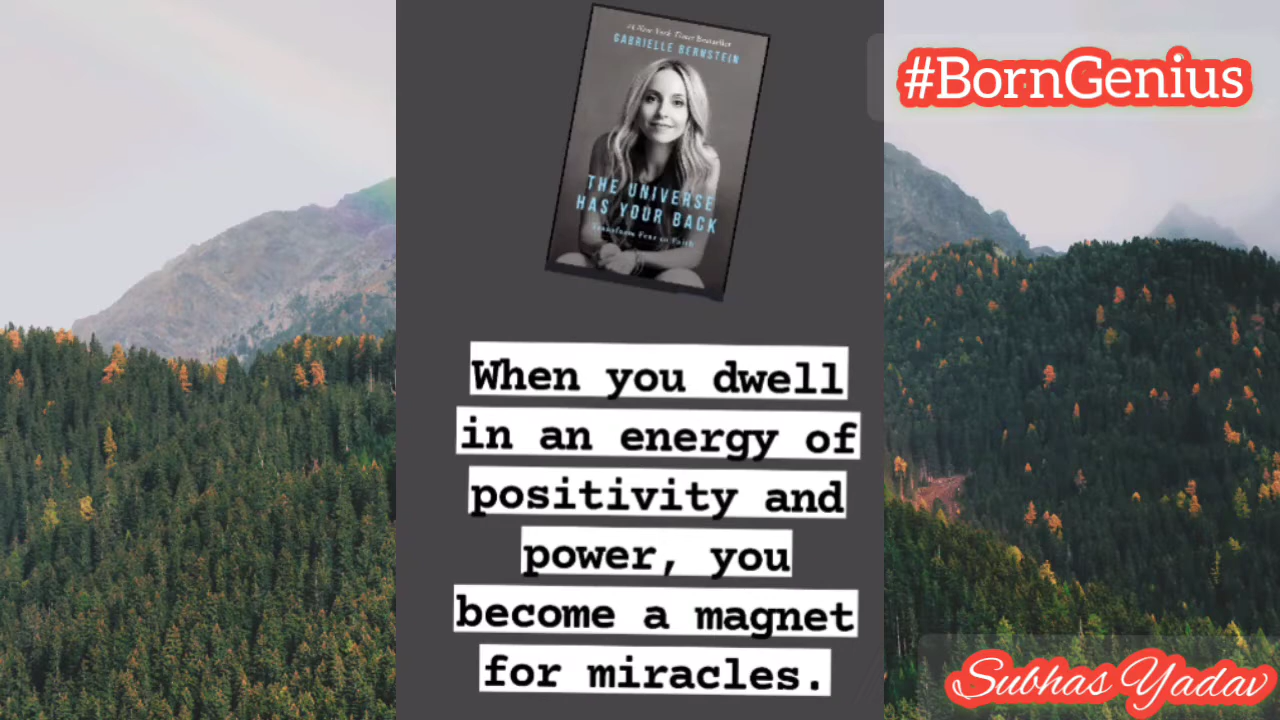 #1 New York Times Bestseller
GABRIELLE BERNSTEIN
THE UNIVERSE
HAS YOUR BACK
Transform Fear to Faith
#BornGenius
When you dwell
in an energy of
positivity and
power, you
become a magnet
for miracles.
Subhas Yadav